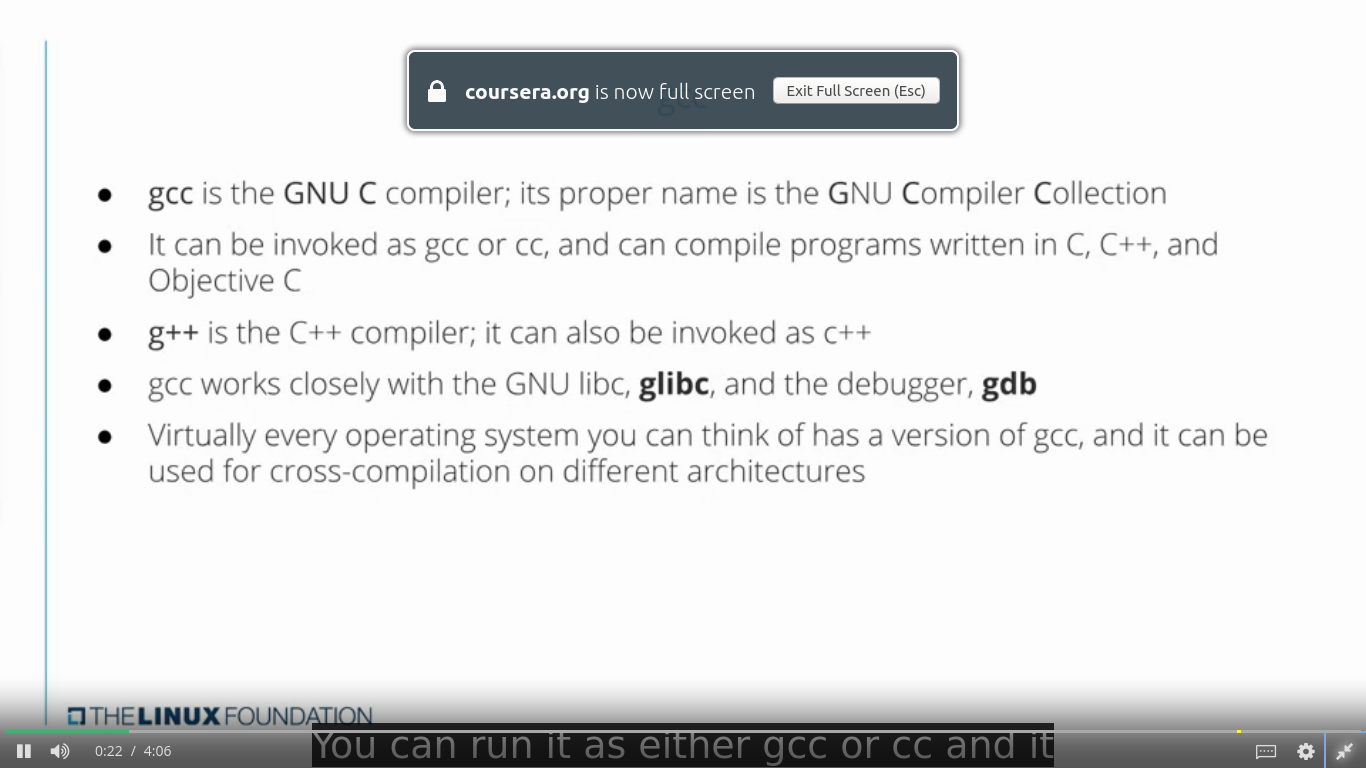 coursera.org is now full screen Exit Full Screen (Esc)
gcc
● gcc is the GNU C compiler; its proper name is the GNU Compiler Collection
● It can be invoked as gcc or cc, and can compile programs written in C, C++, and
Objective C
● g++ is the C++ compiler; it can also be invoked as c++
● gcc works closely with the GNU libc, glibc, and the debugger, gdb
● Virtually every operating system you can think of has a version of gcc, and it can be
used for cross-compilation on different architectures
THE LINUX FOUNDATION
You can run it as either gcc or cc and it
0:22 / 4:06